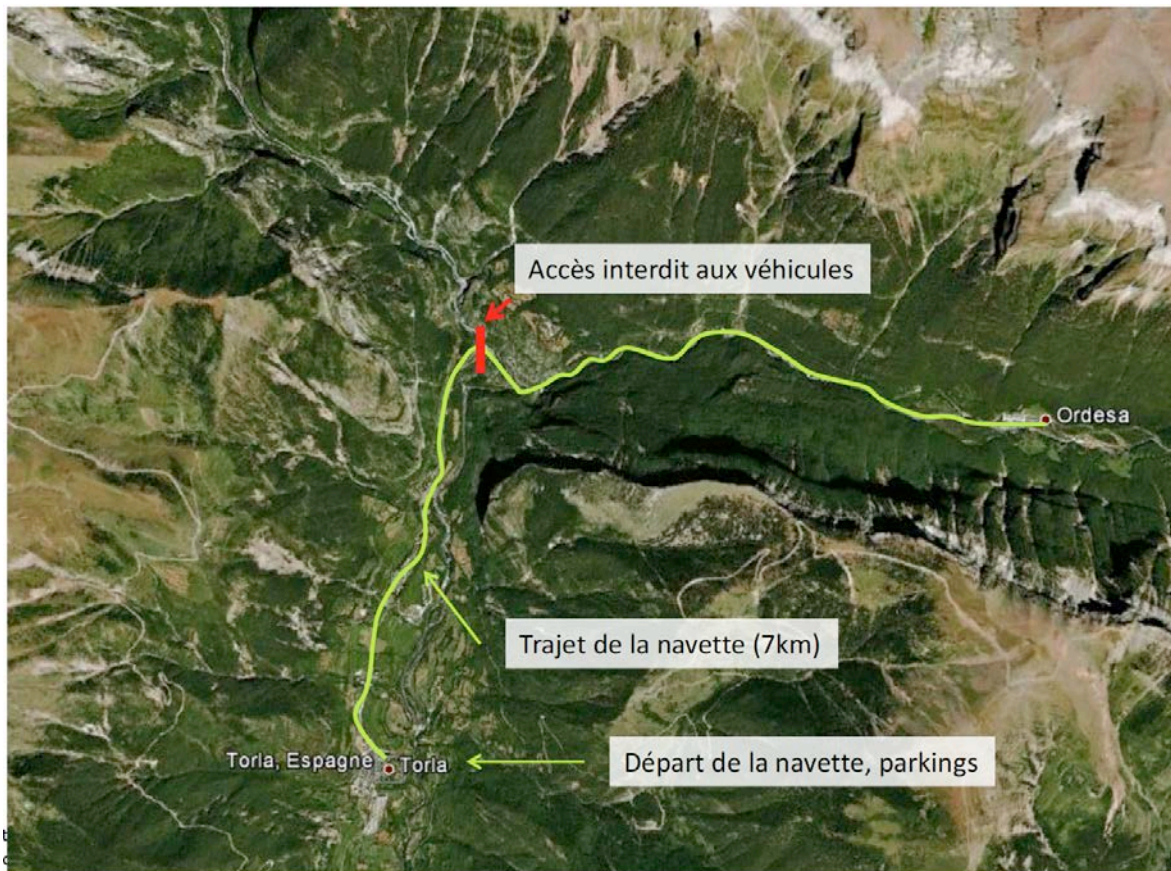 Accès interdit aux véhicules
Ordesa
Trajet de la navette (7km)
Torla, Espagne
Torla
Départ de la navette, parkings